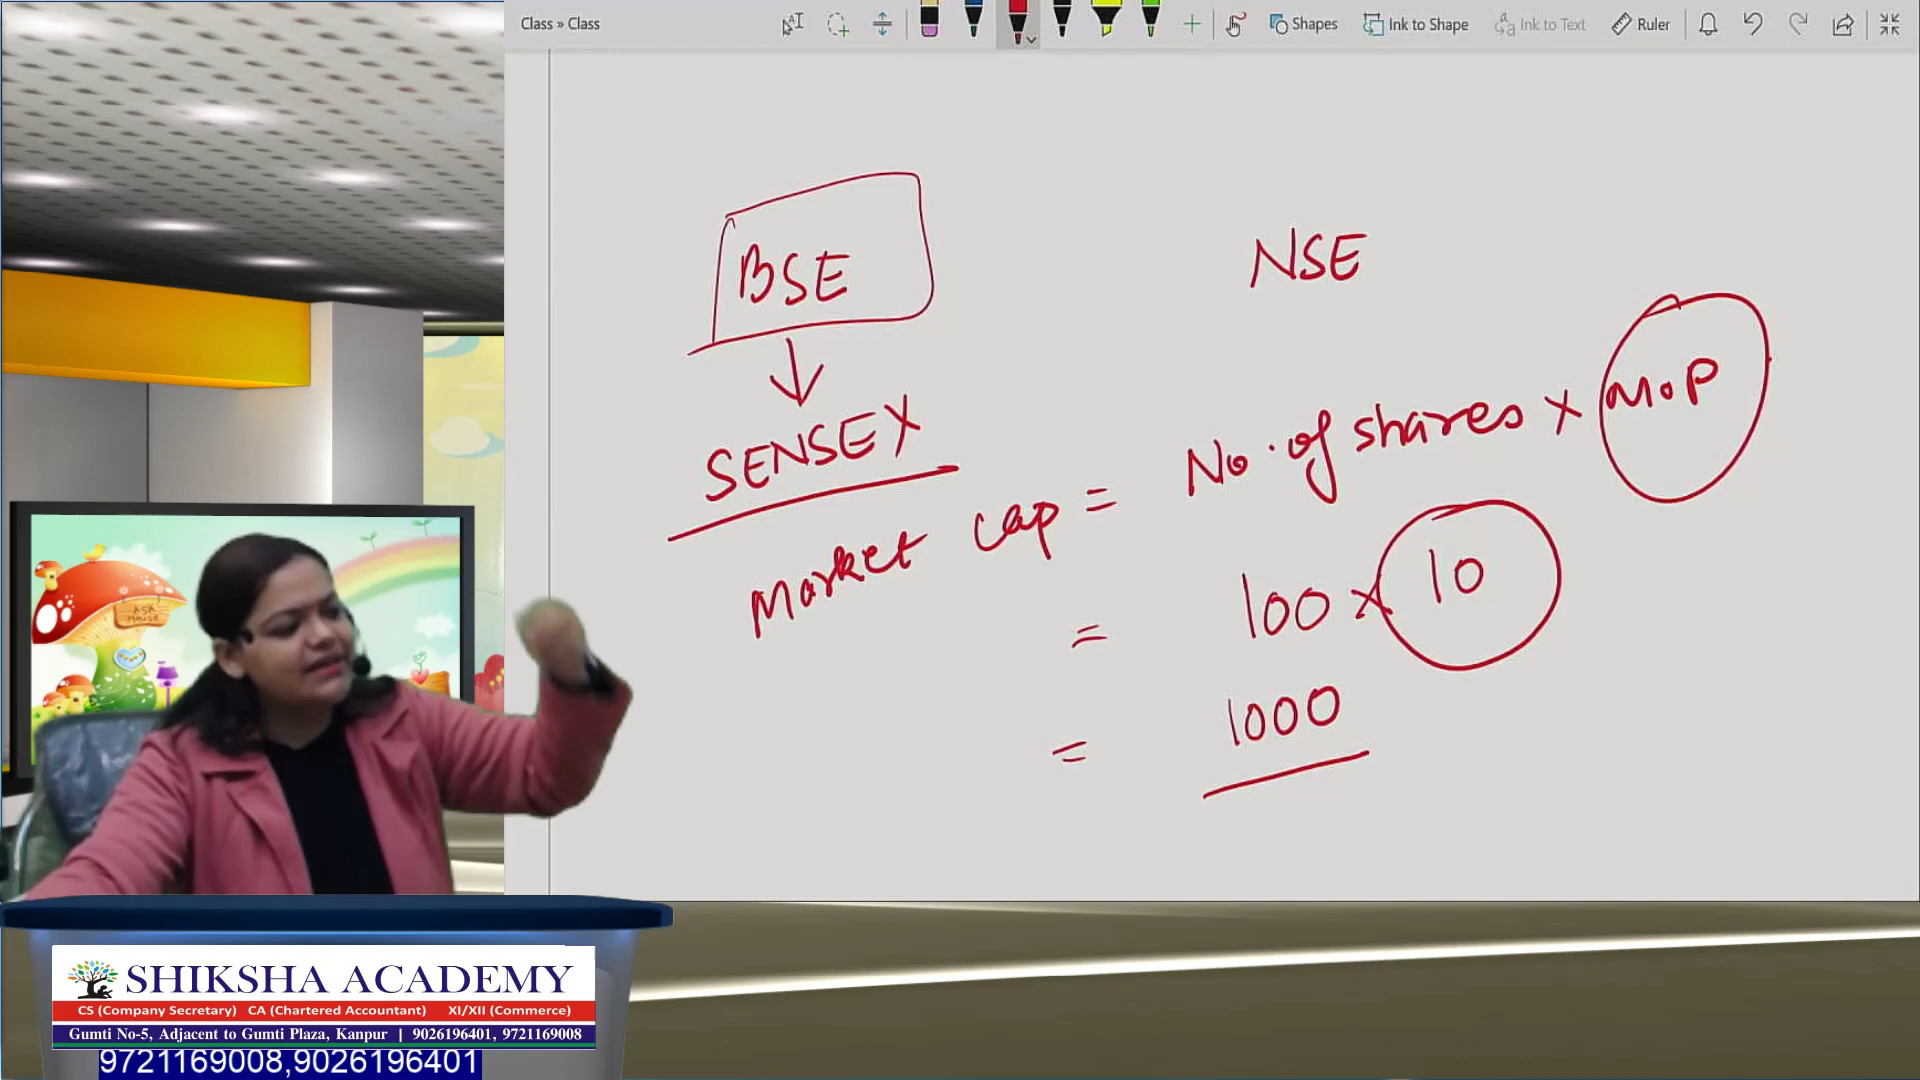 Class » Class
Shapes
Ink to Shape
Ink to Text
Ruler
BSE
NSE
SENSEX
Market cap = No. of shares × M.P
= 100 × 10
= 1000
ASA
House
SHIKSHA ACADEMY
CS (Company Secretary) CA (Chartered Accountant) XI/XII (Commerce)
Gumti No-5, Adjacent to Gumti Plaza, Kanpur | 9026196401, 9721169008
9721169008,9026196401